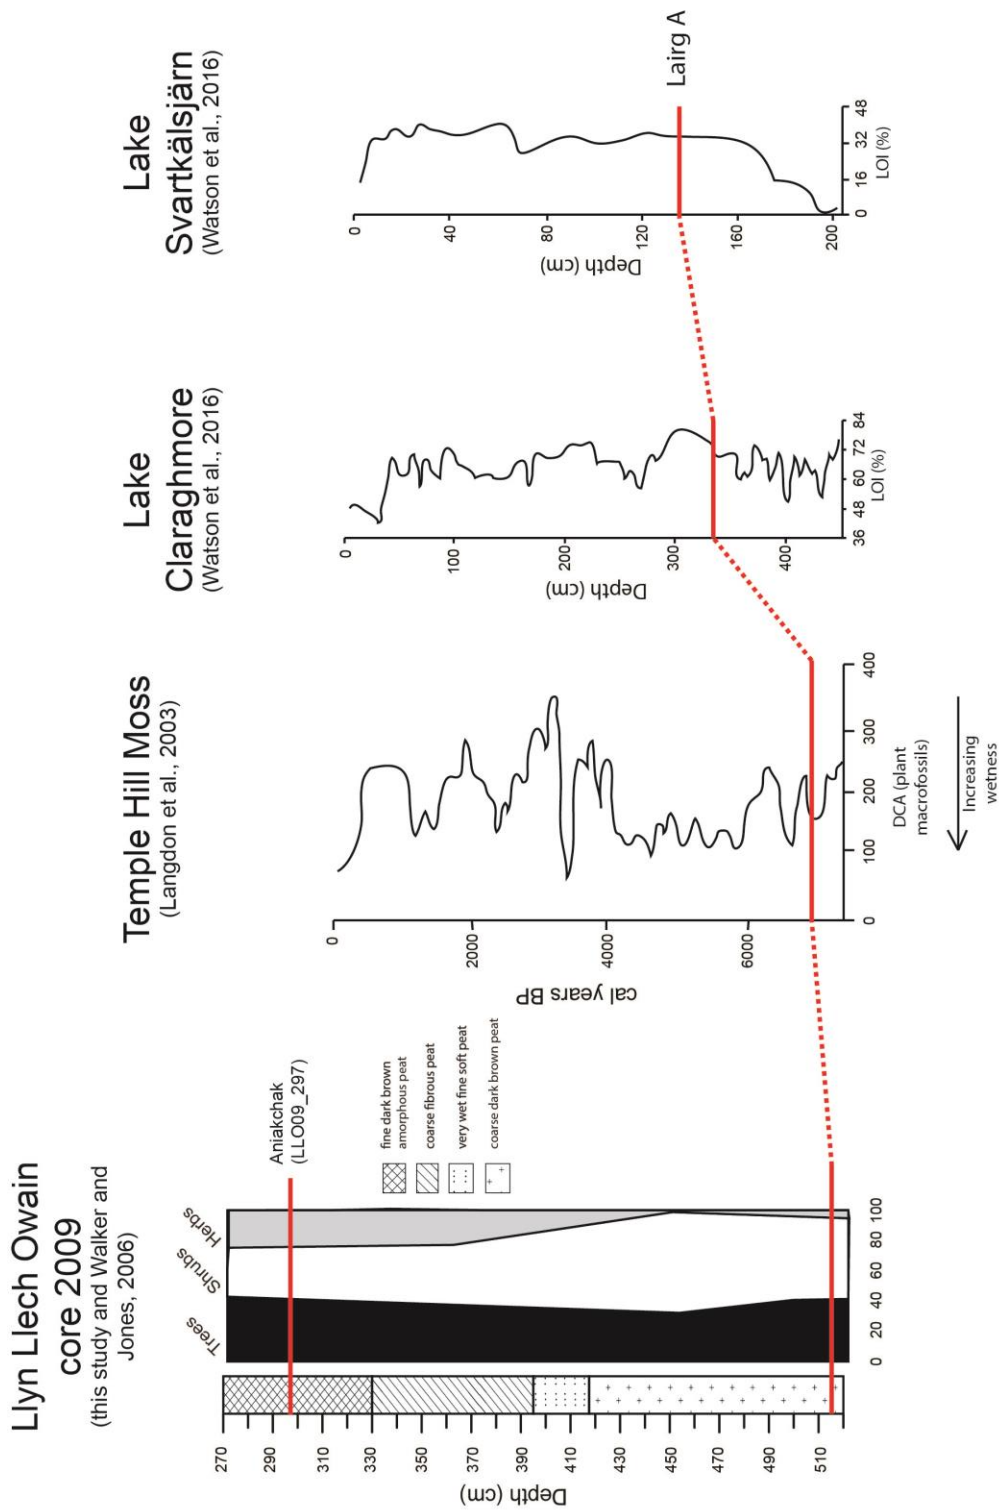 Llyn Llech Owain
core 2009
(this study and Walker and
Jones, 2006)
Depth (cm)
270
290
310
330
350
370
390
410
430
450
470
490
510
Trees
Shrubs
Herbs
0
20
40
60
80
100
Aniakchak
(LLO09_297)
fine dark brown
amorphous peat
coarse fibrous peat
very wet fine soft peat
coarse dark brown peat
Temple Hill Moss
(Langdon et al., 2003)
cal years BP
0
2000
4000
6000
0
100
200
300
400
DCA (plant
macrofossils)
Increasing
wetness
Lake
Claraghmore
(Watson et al., 2016)
Depth (cm)
0
100
200
300
400
36
48
60
72
84
LOI (%)
Lake
Svartkälsjärn
(Watson et al., 2016)
Depth (cm)
0
40
80
120
160
200
0
16
32
48
LOI (%)
Lairg A